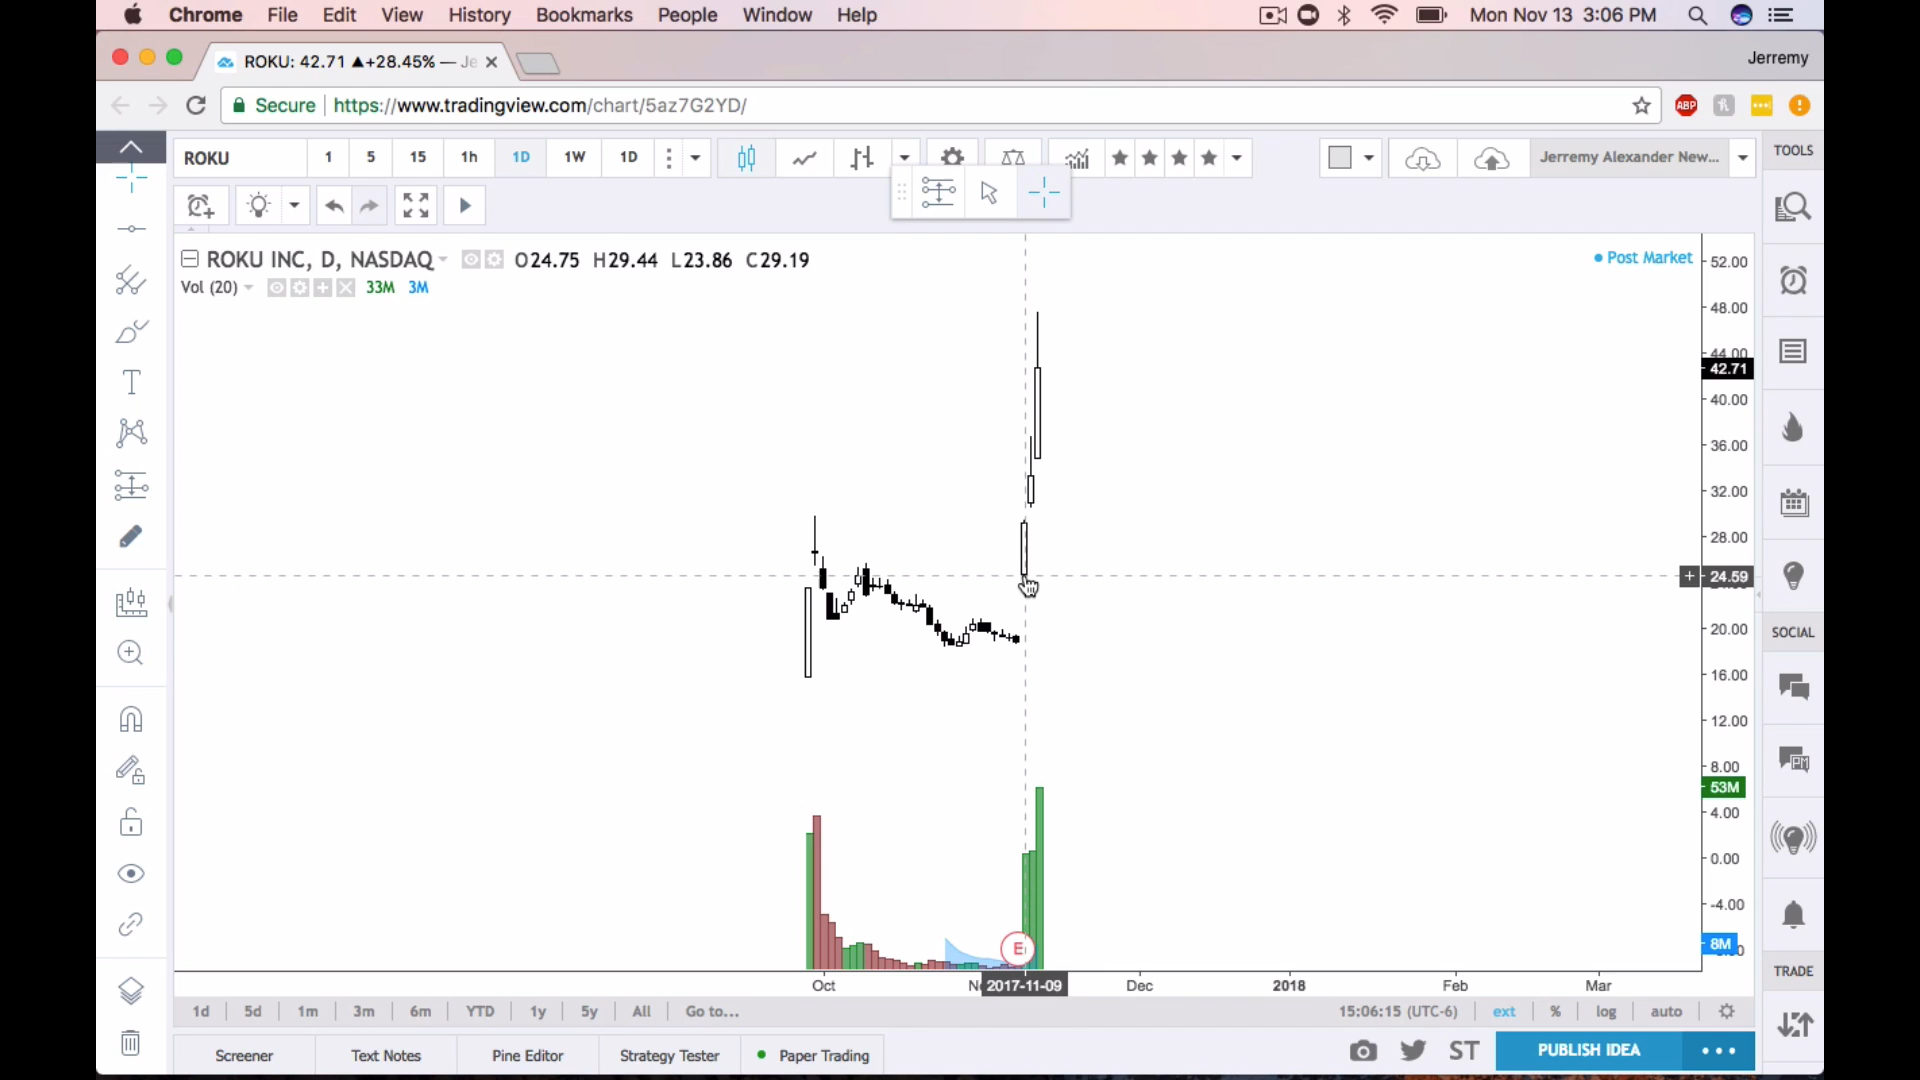 Chrome File Edit View History Bookmarks People Window Help Mon Nov 13 3:06 PM
ROKU: 42.71 ▲+28.45% — Je Jerremy
Secure https://www.tradingview.com/chart/5az7G2YD/ ABP
ROKU 1 5 15 1h 1D 1W 1D Jerremy Alexander New... TOOLS
ROKU INC, D, NASDAQ O24.75 H29.44 L23.86 C29.19 Post Market
Vol (20) 33M 3M
52.00
48.00
44.00
42.71
40.00
36.00
32.00
28.00
24.59
20.00
SOCIAL
16.00
12.00
PM
8.00
53M
4.00
0.00
-4.00
E
8M
TRADE
Oct 2017-11-09 Dec 2018 Feb Mar
1d 5d 1m 3m 6m YTD 1y 5y All Go to... 15:06:15 (UTC-6) ext % log auto
Screener Text Notes Pine Editor Strategy Tester Paper Trading ST PUBLISH IDEA